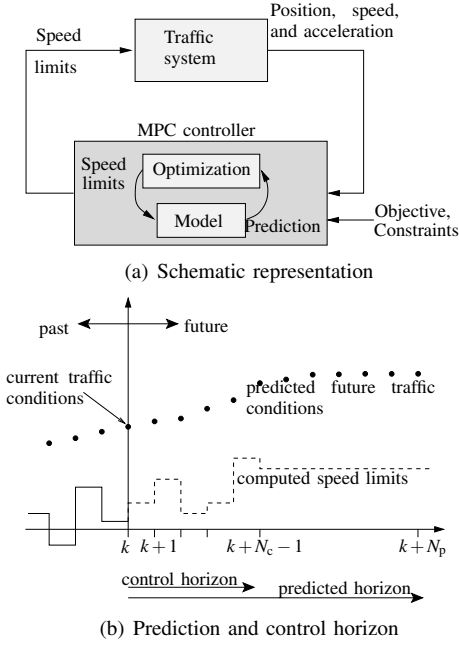 Position, speed,
and acceleration
Speed
limits
Traffic
system
MPC controller
Speed
limits
Optimization
Model
Prediction
Objective,
Constraints
(a) Schematic representation
past
future
current traffic
conditions
predicted future traffic
conditions
computed speed limits
k k+1 k+Nc−1 k+Np
control horizon
predicted horizon
(b) Prediction and control horizon